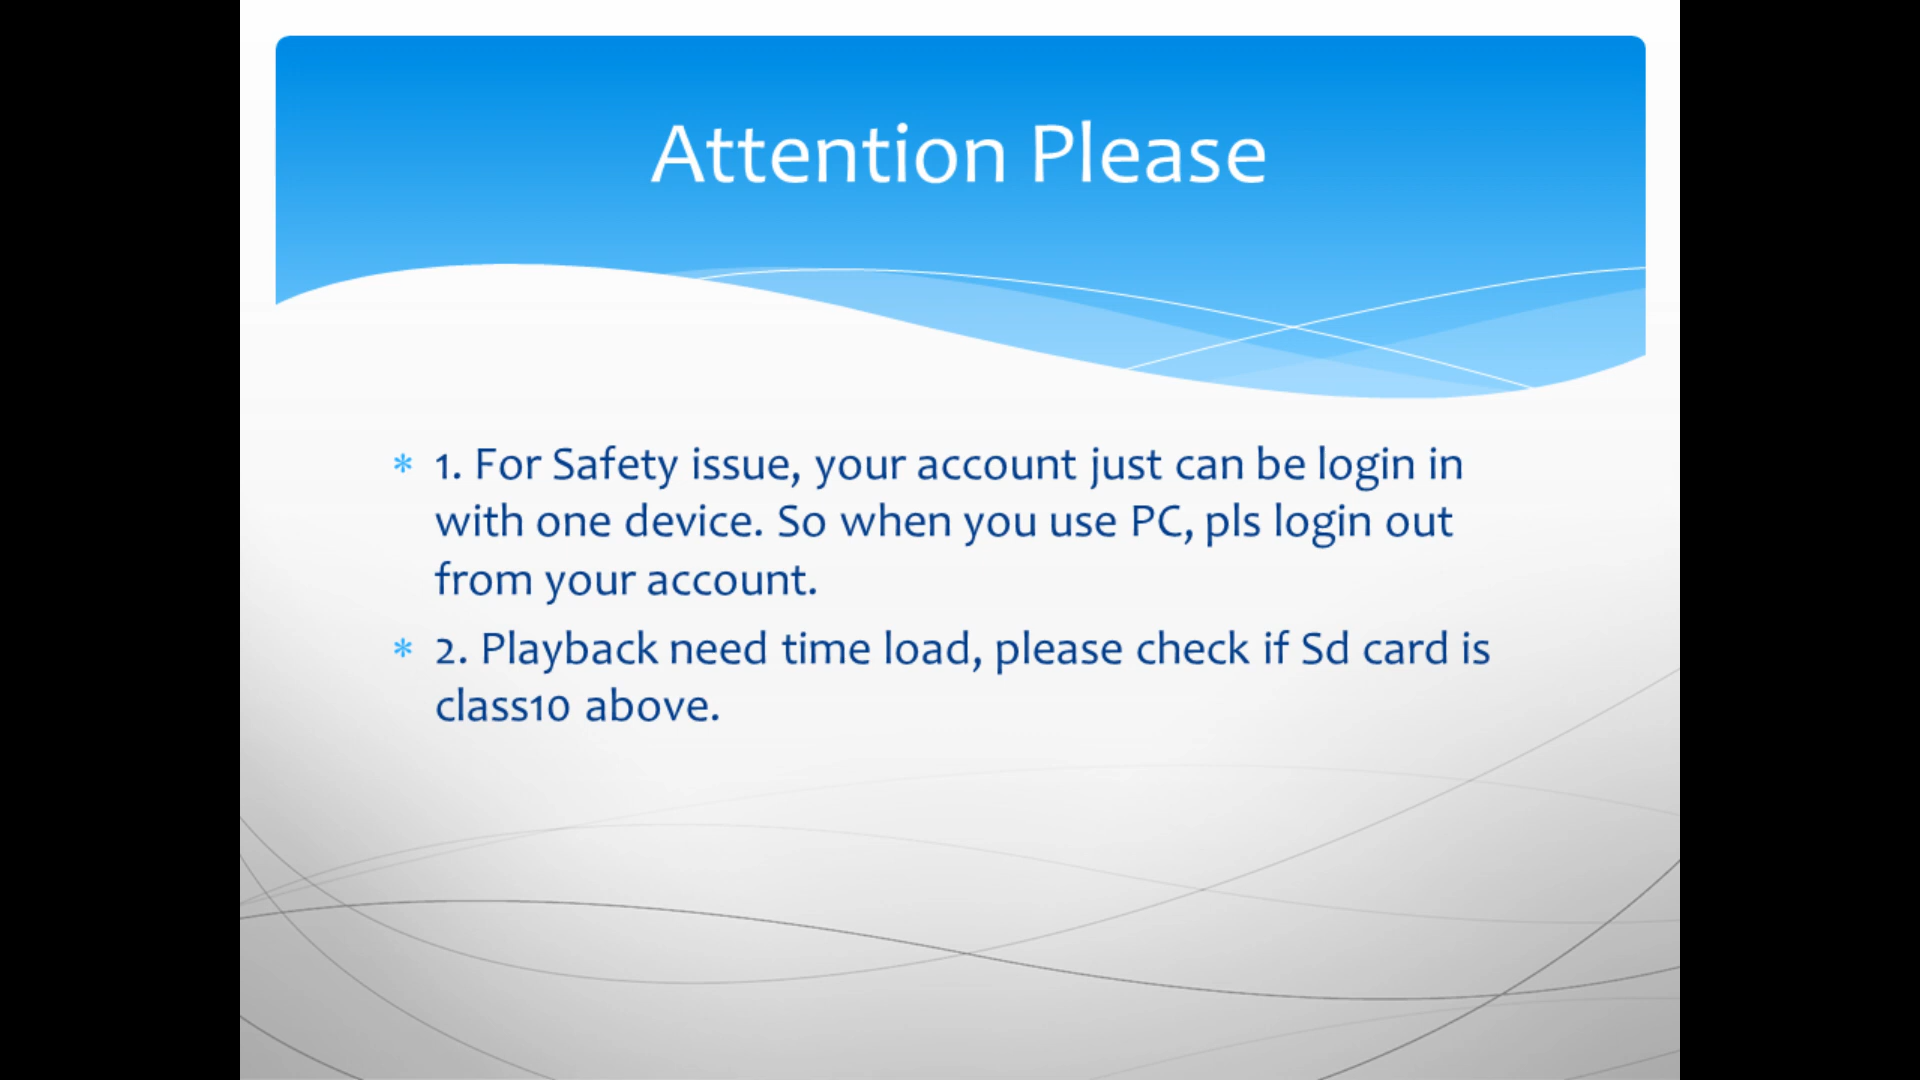 Attention Please
* 1. For Safety issue, your account just can be login in
with one device. So when you use PC, pls login out
from your account.
* 2. Playback need time load, please check if Sd card is
class10 above.